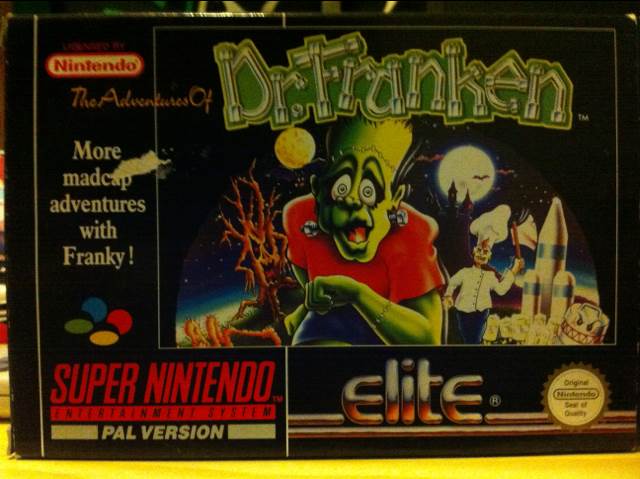 LICENSED BY
Nintendo®
The Adventures Of
Dr. Franken
TM
More
madcap
adventures
with
Franky!
SUPER NINTENDO TM
ENTERTAINMENT SYSTEM
PAL VERSION
elite®
Original
Nintendo
Seal of
Quality